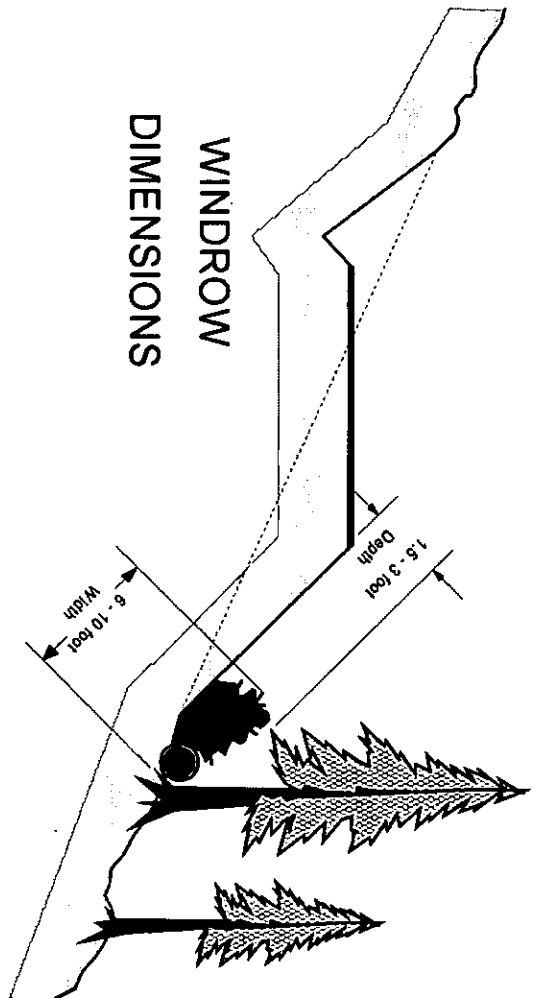 WINDROW
DIMENSIONS
1.5 - 3 foot
Depth
6 - 10 foot
Width